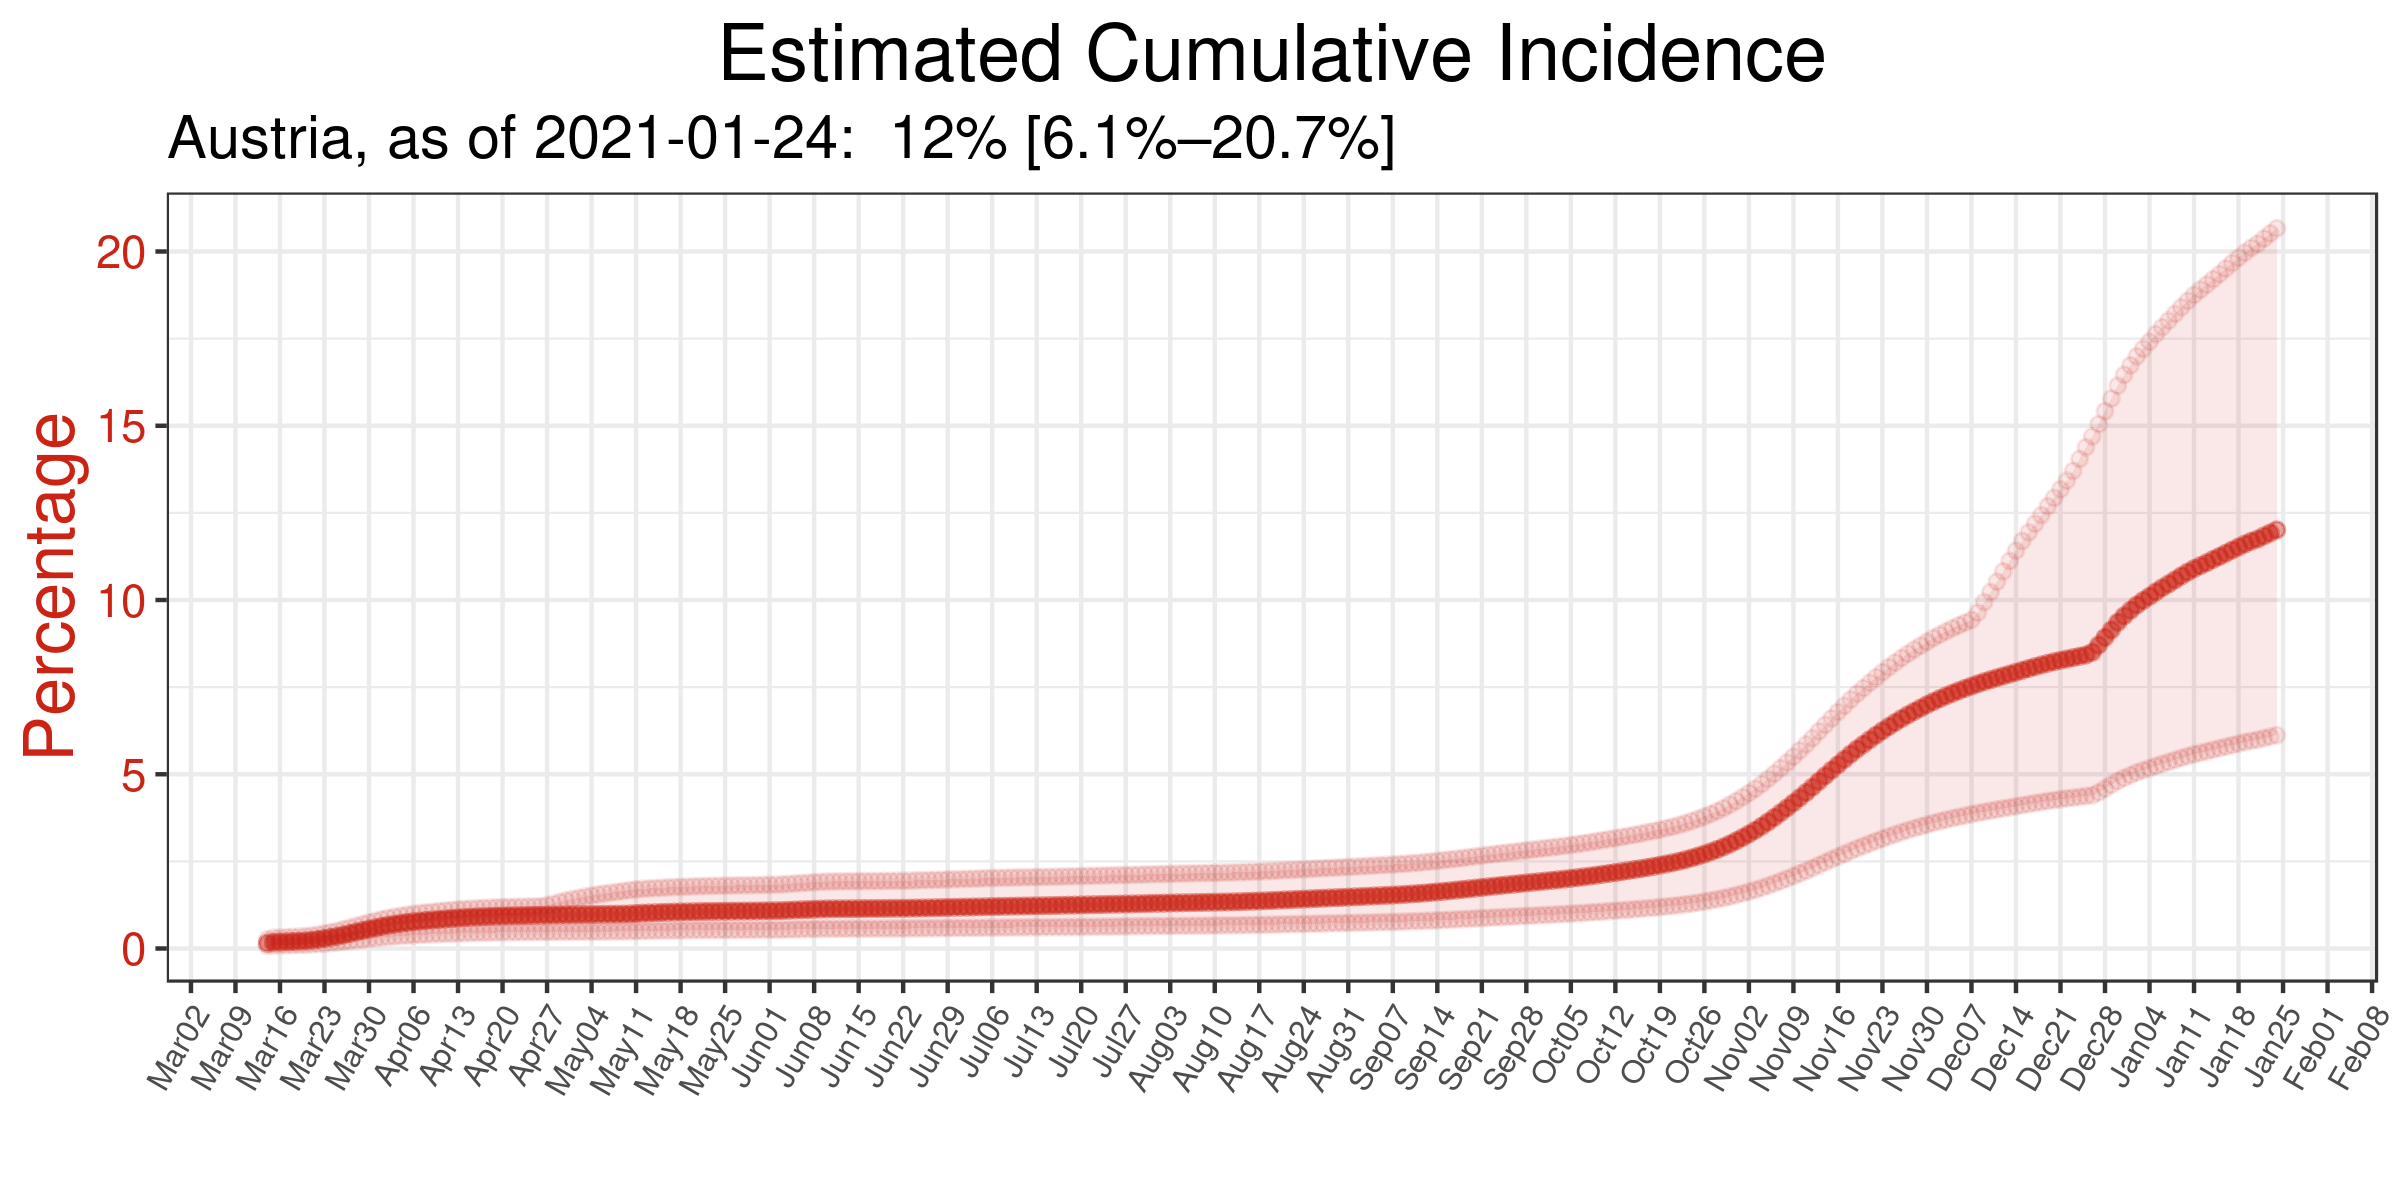 Estimated Cumulative Incidence
Austria, as of 2021-01-24:  12% [6.1%–20.7%]
Percentage
20
15
10
5
0
Mar02
Mar09
Mar16
Mar23
Mar30
Apr06
Apr13
Apr20
Apr27
May04
May11
May18
May25
Jun01
Jun08
Jun15
Jun22
Jun29
Jul06
Jul13
Jul20
Jul27
Aug03
Aug10
Aug17
Aug24
Aug31
Sep07
Sep14
Sep21
Sep28
Oct05
Oct12
Oct19
Oct26
Nov02
Nov09
Nov16
Nov23
Nov30
Dec07
Dec14
Dec21
Dec28
Jan04
Jan11
Jan18
Jan25
Feb01
Feb08